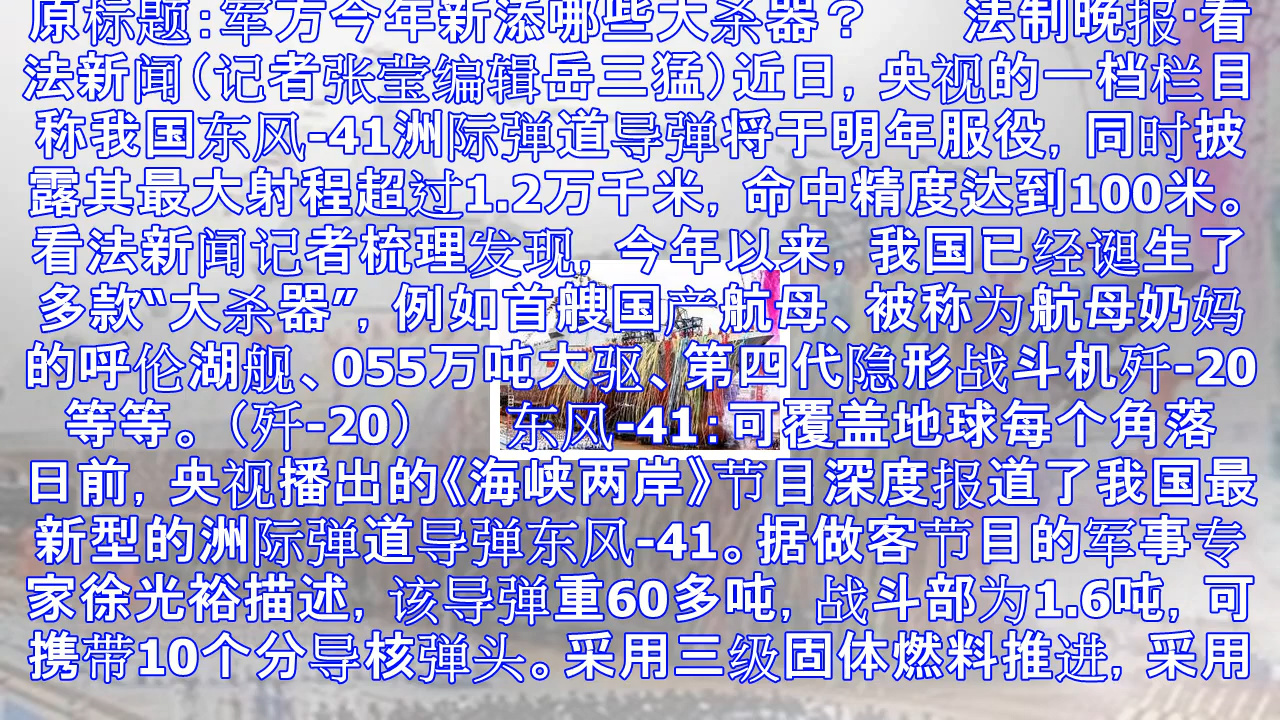 原标题：军方今年新添哪些大杀器？　　法制晚报·看
法新闻（记者张莹编辑岳三猛）近日，央视的一档栏目
称我国东风-41洲际弹道导弹将于明年服役，同时披
露其最大射程超过1.2万千米，命中精度达到100米。
看法新闻记者梳理发现，今年以来，我国已经诞生了
多款“大杀器”，例如首艘国产航母、被称为航母奶妈
的呼伦湖舰、055万吨大驱、第四代隐形战斗机歼-20
等等。（歼-20）　　东风-41：可覆盖地球每个角落
日前，央视播出的《海峡两岸》节目深度报道了我国最
新型的洲际弹道导弹东风-41。据做客节目的军事专
家徐光裕描述，该导弹重60多吨，战斗部为1.6吨，可
携带10个分导核弹头。采用三级固体燃料推进，采用